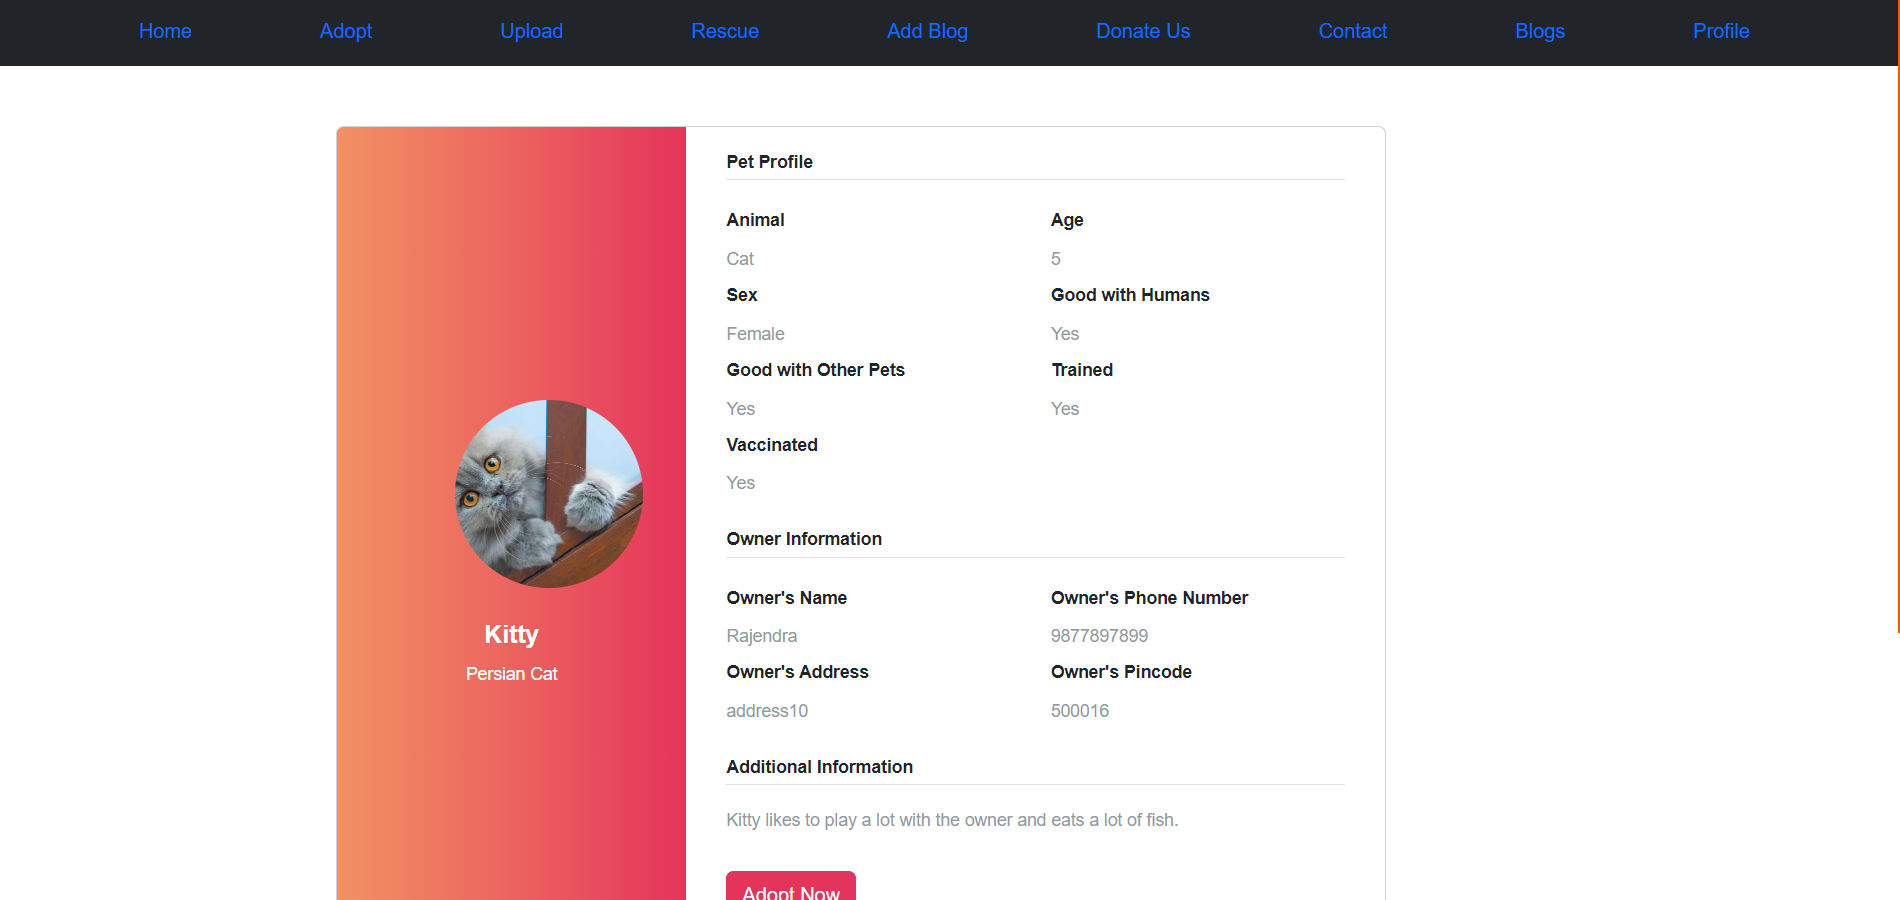 Home Adopt Upload Rescue Add Blog Donate Us Contact Blogs Profile
Pet Profile
Animal Age
Cat 5
Sex Good with Humans
Female Yes
Good with Other Pets Trained
Yes Yes
Vaccinated
Yes
Kitty
Persian Cat
Owner Information
Owner's Name Owner's Phone Number
Rajendra 9877897899
Owner's Address Owner's Pincode
address10 500016
Additional Information
Kitty likes to play a lot with the owner and eats a lot of fish.
Adopt Now